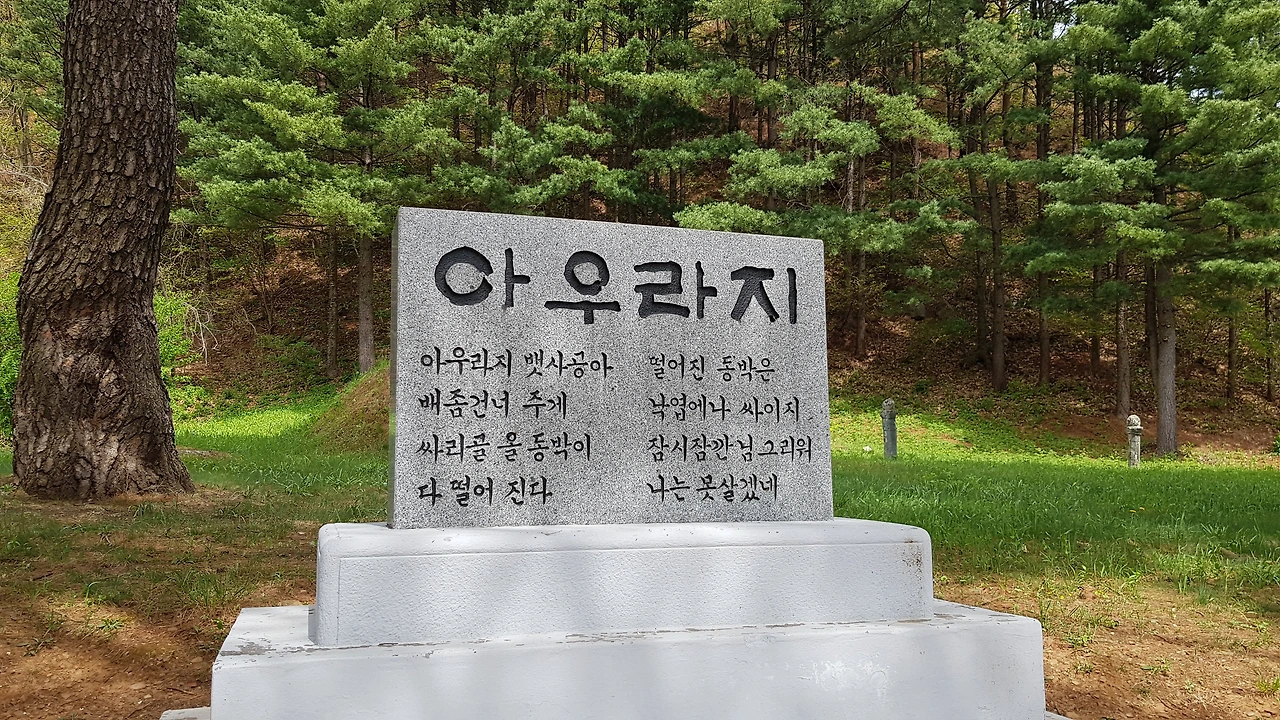 아우라지
아우라지 뱃사공아
배좀건너 주게
싸리골 올동박이
다 떨어 진다
떨어진 동박은
낙엽에나 싸이지
잠시잠깐 님그리워
나는 못살겠네